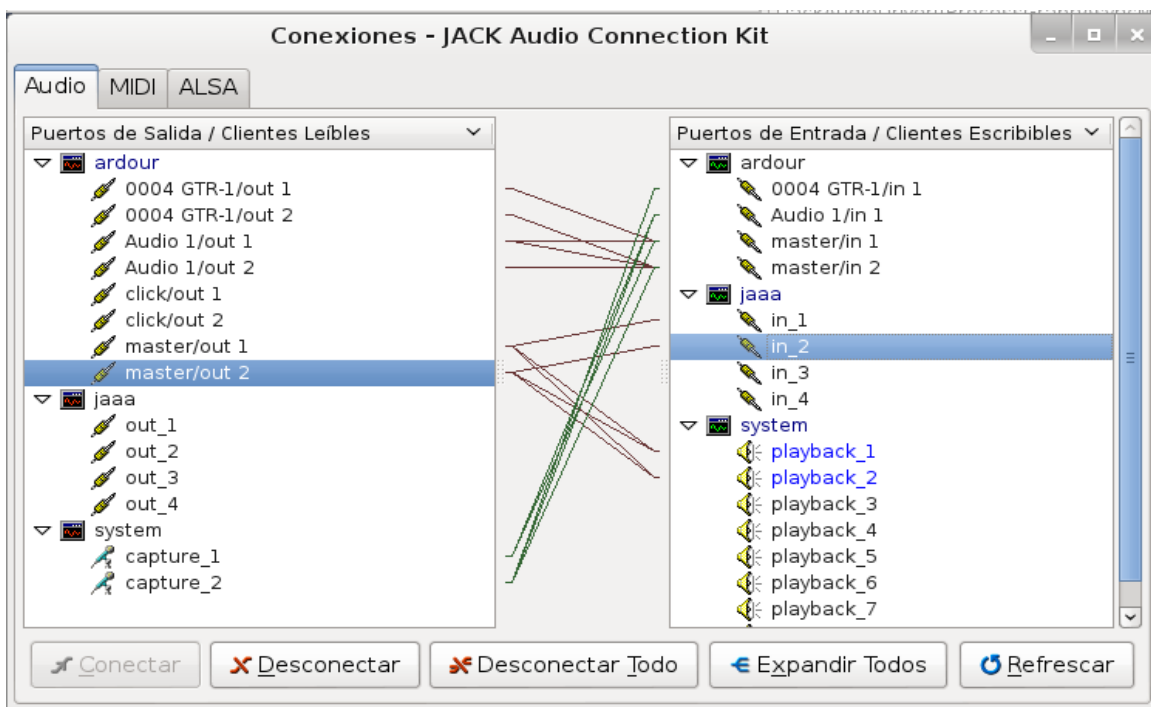 Conexiones - JACK Audio Connection Kit
Audio MIDI ALSA
Puertos de Salida / Clientes Leíbles
ardour
0004 GTR-1/out 1
0004 GTR-1/out 2
Audio 1/out 1
Audio 1/out 2
click/out 1
click/out 2
master/out 1
master/out 2
jaaa
out_1
out_2
out_3
out_4
system
capture_1
capture_2
Puertos de Entrada / Clientes Escribibles
ardour
0004 GTR-1/in 1
Audio 1/in 1
master/in 1
master/in 2
jaaa
in_1
in_2
in_3
in_4
system
playback_1
playback_2
playback_3
playback_4
playback_5
playback_6
playback_7
Conectar Desconectar Desconectar Todo Expandir Todos Refrescar